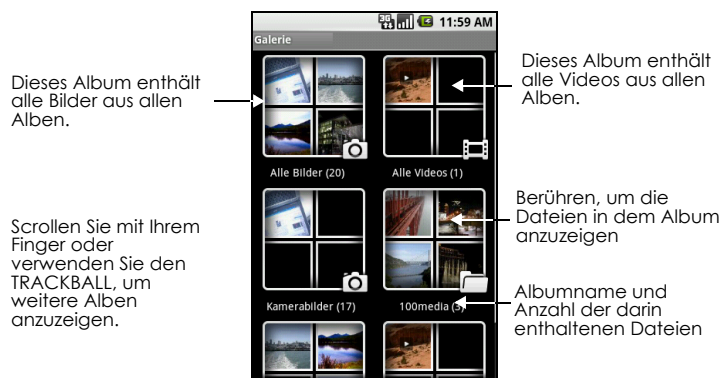 3G 11:59 AM
Galerie
Dieses Album enthält
alle Bilder aus allen
Alben.
Dieses Album enthält
alle Videos aus allen
Alben.
Alle Bilder (20)
Alle Videos (1)
Scrollen Sie mit Ihrem
Finger oder
verwenden Sie den
TRACKBALL, um
weitere Alben
anzuzeigen.
Berühren, um die
Dateien in dem Album
anzuzeigen
Kamerabilder (17)
100media (3)
Albumname und
Anzahl der darin
enthaltenen Dateien